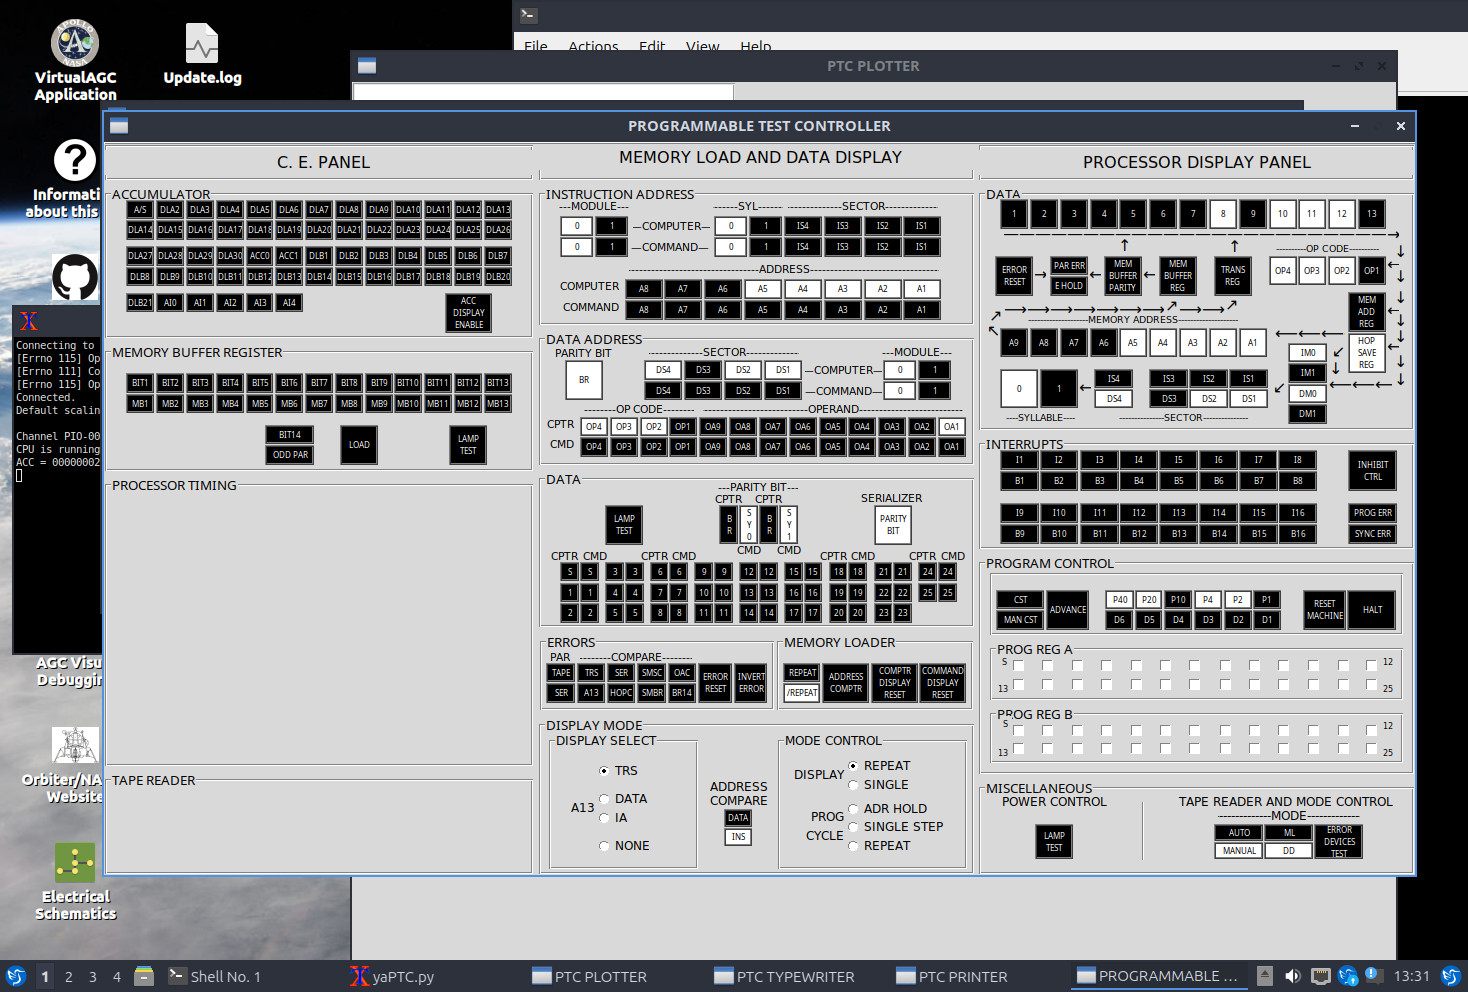 VirtualAGC
Application
Update.log
File Actions Edit View Help
PTC PLOTTER
PROGRAMMABLE TEST CONTROLLER
Informati
about this
Connecting to
[Errno 115] Op
[Errno 111] Co
[Errno 115] Op
Connected.
Default scalin
Channel PIO-00
CPU is running
ACC = 00000002
AGC Visu
Debuggin
Orbiter/NA
Website
Electrical
Schematics
C. E. PANEL
ACCUMULATOR
A/S DLA2 DLA3 DLA4 DLA5 DLA6 DLA7 DLA8 DLA9 DLA10 DLA11 DLA12 DLA13
DLA14 DLA15 DLA16 DLA17 DLA18 DLA19 DLA20 DLA21 DLA22 DLA23 DLA24 DLA25 DLA26
DLA27 DLA28 DLA29 DLA30 ACC0 ACC1 DLB1 DLB2 DLB3 DLB4 DLB5 DLB6 DLB7
DLB8 DLB9 DLB10 DLB11 DLB12 DLB13 DLB14 DLB15 DLB16 DLB17 DLB18 DLB19 DLB20
DLB21 AI0 AI1 AI2 AI3 AI4
ACC
DISPLAY
ENABLE
MEMORY BUFFER REGISTER
BIT1 BIT2 BIT3 BIT4 BIT5 BIT6 BIT7 BIT8 BIT9 BIT10 BIT11 BIT12 BIT13
MB1 MB2 MB3 MB4 MB5 MB6 MB7 MB8 MB9 MB10 MB11 MB12 MB13
BIT14
ODD PAR
LOAD
LAMP
TEST
PROCESSOR TIMING
TAPE READER
MEMORY LOAD AND DATA DISPLAY
INSTRUCTION ADDRESS
---MODULE--- ------SYL------ ------------SECTOR------------
0 1 —COMPUTER— 0 1 IS4 IS3 IS2 IS1
0 1 —COMMAND— 0 1 IS4 IS3 IS2 IS1
ADDRESS
COMPUTER A8 A7 A6 A5 A4 A3 A2 A1
COMMAND A8 A7 A6 A5 A4 A3 A2 A1
DATA ADDRESS
PARITY BIT SECTOR ---MODULE---
BR
DS4 DS3 DS2 DS1 —COMPUTER— 0 1
DS4 DS3 DS2 DS1 —COMMAND— 0 1
OP CODE OPERAND
CPTR OP4 OP3 OP2 OP1 OA9 OA8 OA7 OA6 OA5 OA4 OA3 OA2 OA1
CMD OP4 OP3 OP2 OP1 OA9 OA8 OA7 OA6 OA5 OA4 OA3 OA2 OA1
DATA
---PARITY BIT---
CPTR CPTR
SERIALIZER
LAMP
TEST
B
R
S
Y
0
B
R
S
Y
1
PARITY
BIT
CMD CMD
CPTR CMD CPTR CMD CPTR CMD CPTR CMD
S S 3 3 6 6 9 9 12 12 15 15 18 18 21 21 24 24
1 1 4 4 7 7 10 10 13 13 16 16 19 19 22 22 25 25
2 2 5 5 8 8 11 11 14 14 17 17 20 20 23 23
ERRORS
PAR --------COMPARE--------
TAPE TRS SER SMSC OAC
SER A13 HOPC SMBR BR14
ERROR
RESET
INVERT
ERROR
MEMORY LOADER
REPEAT
/REPEAT
ADDRESS
COMPTR
COMPTR
DISPLAY
RESET
COMMAND
DISPLAY
RESET
DISPLAY MODE
DISPLAY SELECT
TRS
A13
DATA
IA
NONE
ADDRESS
COMPARE
DATA
INS
MODE CONTROL
DISPLAY
REPEAT
SINGLE
PROG
CYCLE
ADR HOLD
SINGLE STEP
REPEAT
PROCESSOR DISPLAY PANEL
DATA
1 2 3 4 5 6 7 8 9 10 11 12 13
----------OP CODE----------
OP4 OP3 OP2 OP1
ERROR
RESET
PAR ERR
E HOLD
MEM
BUFFER
PARITY
MEM
BUFFER
REG
TRANS
REG
MEM
ADD
REG
MEMORY ADDRESS
A9 A8 A7 A6 A5 A4 A3 A2 A1
HOP
SAVE
REG
IM0
IM1
DM0
DM1
0 1
IS4 IS3 IS2 IS1
DS4 DS3 DS2 DS1
----SYLLABLE---- SECTOR
INTERRUPTS
I1 I2 I3 I4 I5 I6 I7 I8
B1 B2 B3 B4 B5 B6 B7 B8
I9 I10 I11 I12 I13 I14 I15 I16
B9 B10 B11 B12 B13 B14 B15 B16
INHIBIT
CTRL
PROG ERR
SYNC ERR
PROGRAM CONTROL
CST
MAN CST
ADVANCE
P40 P20 P10 P4 P2 P1
D6 D5 D4 D3 D2 D1
RESET
MACHINE
HALT
PROG REG A
S 12
13 25
PROG REG B
S 12
13 25
MISCELLANEOUS
POWER CONTROL
LAMP
TEST
TAPE READER AND MODE CONTROL
MODE
AUTO ML
MANUAL DD
ERROR
DEVICES
TEST
1 2 3 4 Shell No. 1 yaPTC.py PTC PLOTTER PTC TYPEWRITER PTC PRINTER PROGRAMMABLE ... 13:31